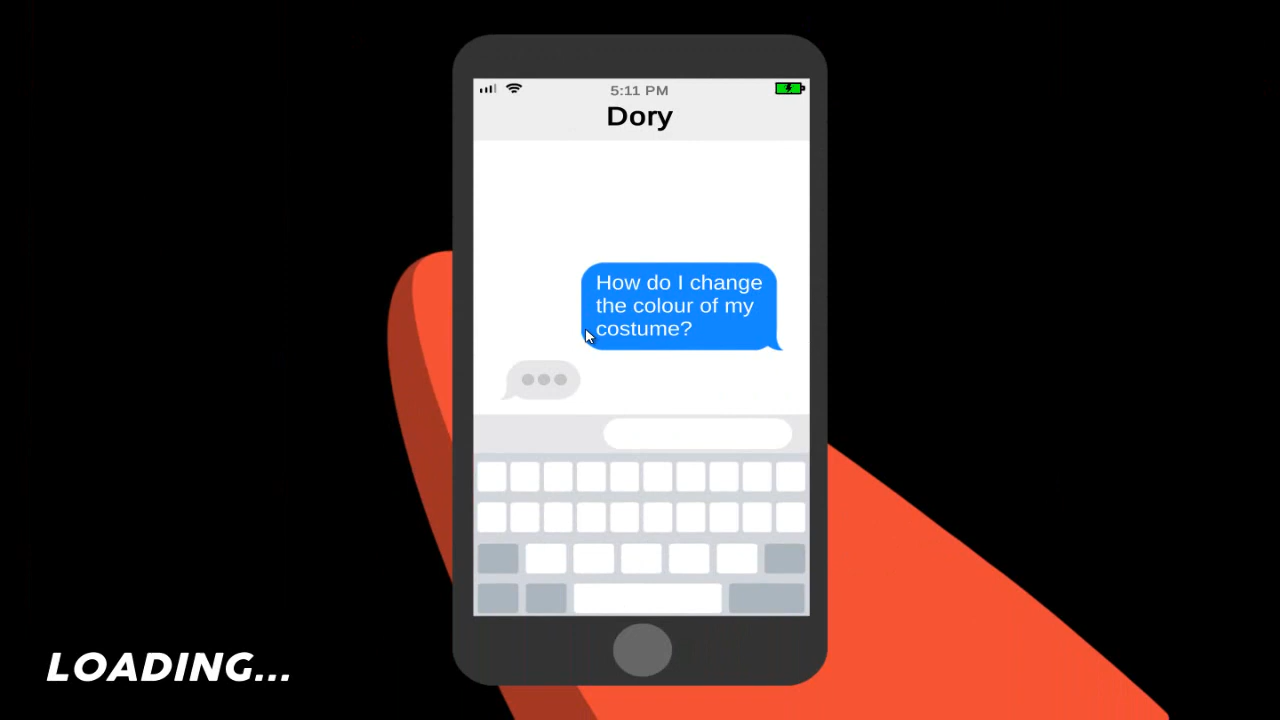 5:11 PM
Dory
How do I change
the colour of my
costume?
LOADING...